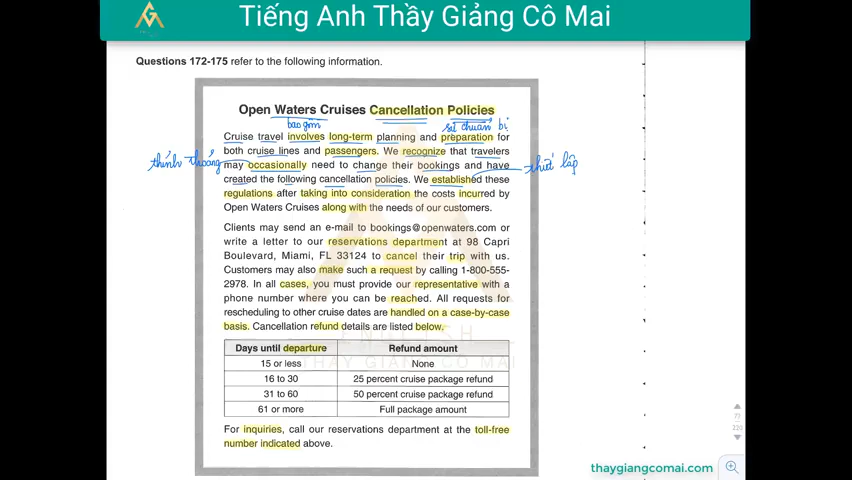 Tiếng Anh Thầy Giảng Cô Mai
Questions 172-175 refer to the following information.
Open Waters Cruises Cancellation Policies
bao gồm
sự chuẩn bị
Cruise travel involves long-term planning and preparation for
both cruise lines and passengers. We recognize that travelers
thỉnh thoảng
may occasionally need to change their bookings and have
thiết lập
created the following cancellation policies. We established these
regulations after taking into consideration the costs incurred by
Open Waters Cruises along with the needs of our customers.
Clients may send an e-mail to bookings@openwaters.com or
write a letter to our reservations department at 98 Capri
Boulevard, Miami, FL 33124 to cancel their trip with us.
Customers may also make such a request by calling 1-800-555-
2978. In all cases, you must provide our representative with a
phone number where you can be reached. All requests for
rescheduling to other cruise dates are handled on a case-by-case
basis. Cancellation refund details are listed below.
ENGLISH
THẦY GIẢNG CÔ MAI
Days until departure Refund amount
15 or less None
16 to 30 25 percent cruise package refund
31 to 60 50 percent cruise package refund
61 or more Full package amount
For inquiries, call our reservations department at the toll-free
number indicated above.
thaygiangcomai.com